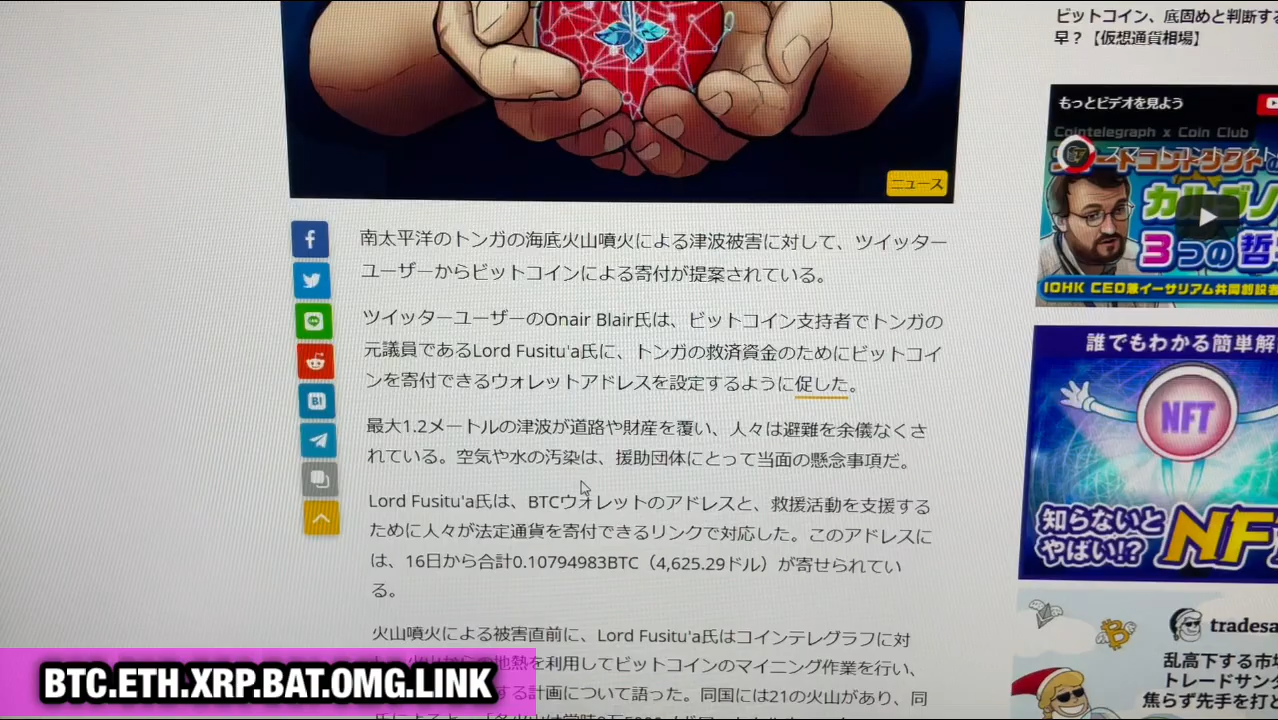 ビットコイン、底固めと判断する
早？【仮想通貨相場】
もっとビデオを見よう
Cointelegraph x Coin Club
スマートコントラクト
3つの哲
IOHK CEO兼イーサリアム共同創設者
ニュース
南太平洋のトンガの海底火山噴火による津波被害に対して、ツイッター
ユーザーからビットコインによる寄付が提案されている。
ツイッターユーザーのOnair Blair氏は、ビットコイン支持者でトンガの
元議員であるLord Fusitu'a氏に、トンガの救済資金のためにビットコイ
ンを寄付できるウォレットアドレスを設定するように促した。
最大1.2メートルの津波が道路や財産を覆い、人々は避難を余儀なくさ
れている。空気や水の汚染は、援助団体にとって当面の懸念事項だ。
Lord Fusitu'a氏は、BTCウォレットのアドレスと、救援活動を支援する
ために人々が法定通貨を寄付できるリンクで対応した。このアドレスに
は、16日から合計0.10794983BTC（4,625.29ドル）が寄せられてい
る。
火山噴火による被害直前に、Lord Fusitu'a氏はコインテレグラフに対
を利用してビットコインのマイニング作業を行い、
する計画について語った。同国には21の火山があり、同
誰でもわかる簡単解
NFT
知らないと
やばい!?
NF
tradesa
乱高下する市場
トレードサンタ
焦らず先手を打と
BTC.ETH.XRP.BAT.OMG.LINK